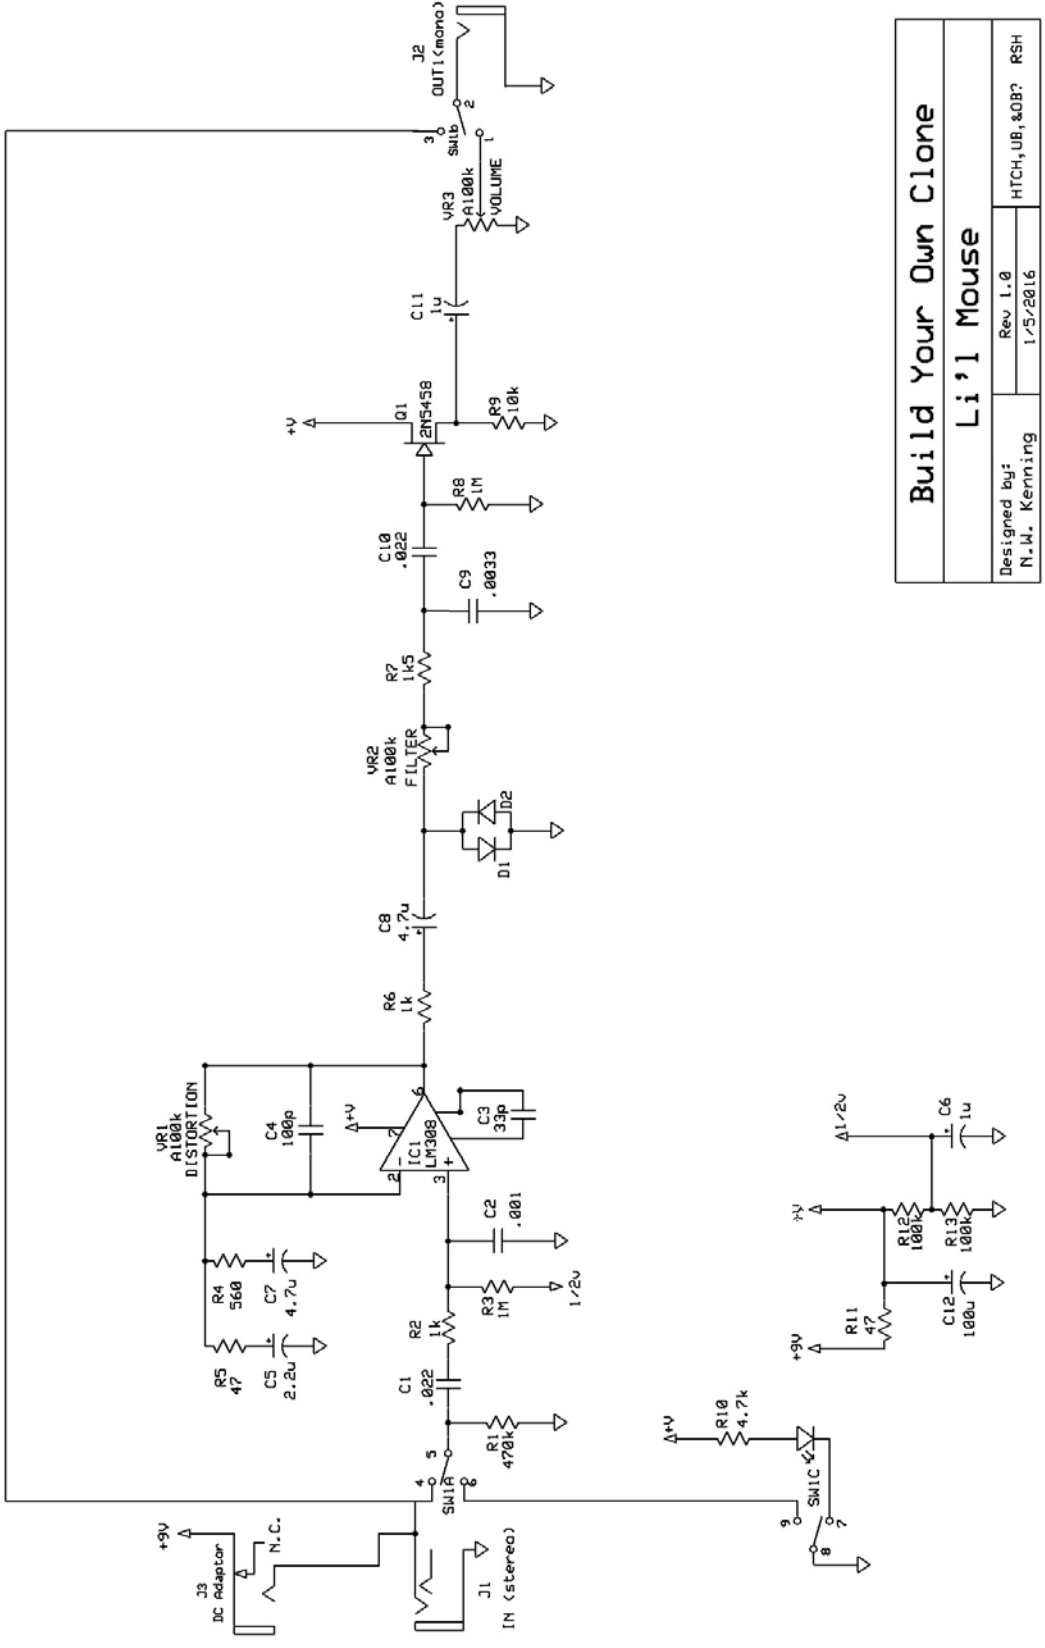 +9V
J3
DC Adaptor
N.C.
J1
IN (stereo)
4
5
6
SW1A
R1
470k
C1
.022
R2
1k
R3
1M
1/2v
C2
.001
R5
47
C5
2.2u
R4
560
C7
4.7u
VR1
A100k
DISTORTION
C4
100p
+V
7
2
-
3
+
IC1
LM308
6
C3
33p
R6
1k
C8
4.7u
D1
D2
VR2
A100k
FILTER
R7
1k5
C9
.0033
C10
.022
R8
1M
+V
Q1
2N5458
R9
10k
C11
1u
VR3
A100k
VOLUME
3
SW1b
1
2
J2
OUT1(mono)
9
8
7
SW1C
+V
R10
4.7k
+9V
R11
47
C12
100u
+V
R12
100k
R13
100k
1/2v
C6
1u
Build Your Own Clone
Li'l Mouse
Designed by:
N.W. Kenning
Rev 1.0
1/5/2016
HTCH,UB,&OB? RSH